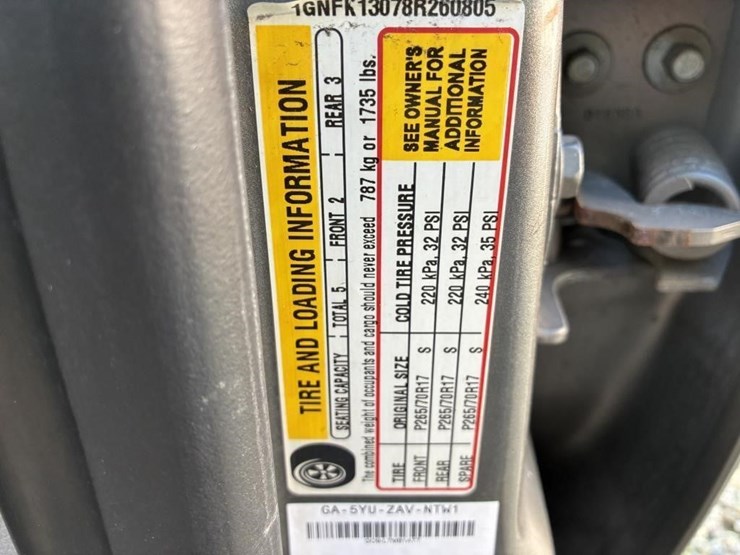 1GNFK13078R260805
TIRE AND LOADING INFORMATION
SEATING CAPACITY TOTAL 5 FRONT 2 REAR 3
The combined weight of occupants and cargo should never exceed 787 kg or 1735 lbs.
TIRE ORIGINAL SIZE COLD TIRE PRESSURE
FRONT P265/70R17 S 220 kPa, 32 PSI
REAR P265/70R17 S 220 kPa, 32 PSI
SPARE P265/70R17 S 240 kPa, 35 PSI
SEE OWNER'S
MANUAL FOR
ADDITIONAL
INFORMATION
GA-5YU-ZAV-NTW1